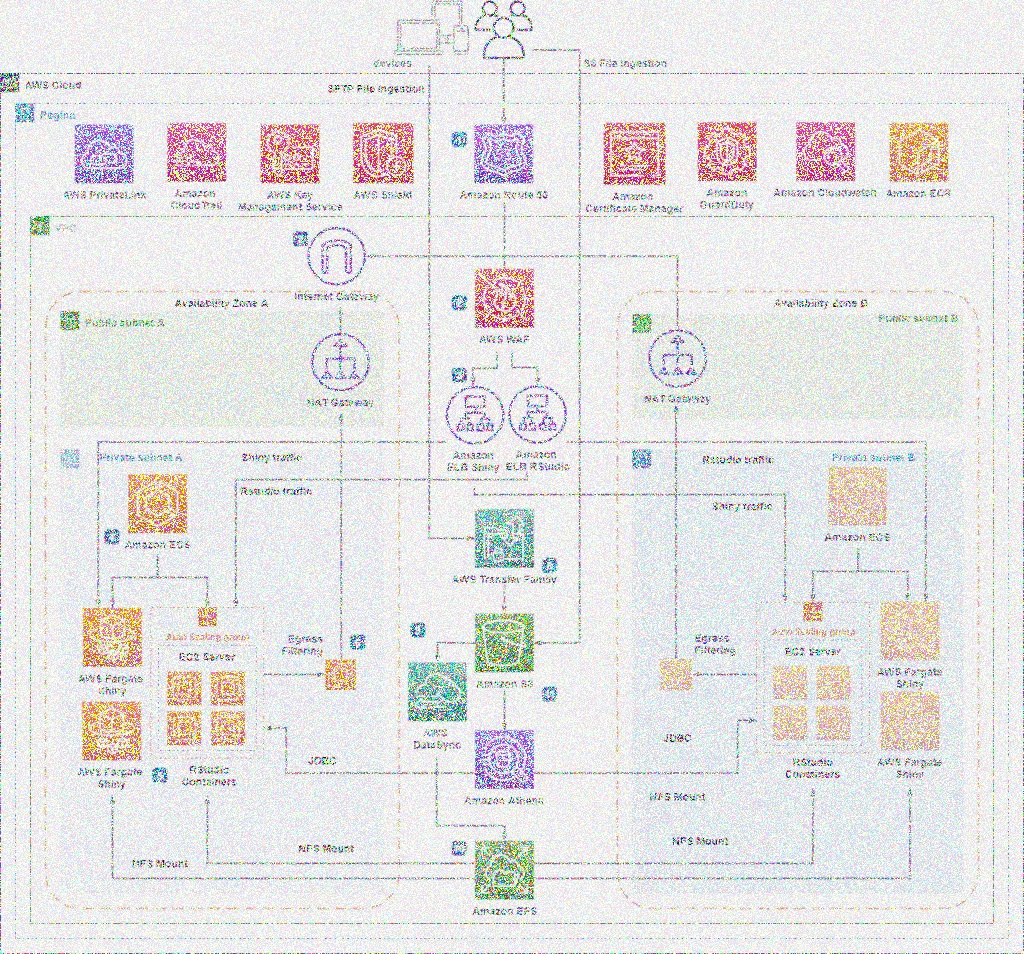 devices
S3 File Ingestion
AWS Cloud
SFTP File Ingestion
Region
AWS PrivateLink
Amazon
CloudTrail
AWS Key
Management Service
AWS Shield
Amazon Route 53
Amazon
Certificate Manager
Amazon
GuardDuty
Amazon Cloudwatch
Amazon ECR
VPC
Internet Gateway
Availability Zone A
Availability Zone B
Public subnet A
Public subnet B
AWS WAF
NAT Gateway
NAT Gateway
Amazon
ELB Shiny
Amazon
ELB RStudio
Private subnet A
Shiny traffic
Rstudio traffic
Private subnet B
Rstudio traffic
Shiny traffic
Amazon ECS
Amazon ECS
AWS Transfer Family
Auto Scaling group
EC2 Server
Egress
Filtering
Egress
Filtering
Auto Scaling group
EC2 Server
AWS Fargate
Shiny
Amazon S3
AWS Fargate
Shiny
AWS
DataSync
JDBC
JDBC
AWS Fargate
Shiny
RStudio
Containers
RStudio
Containers
AWS Fargate
Shiny
Amazon Athena
NFS Mount
NFS Mount
NFS Mount
NFS Mount
Amazon EFS